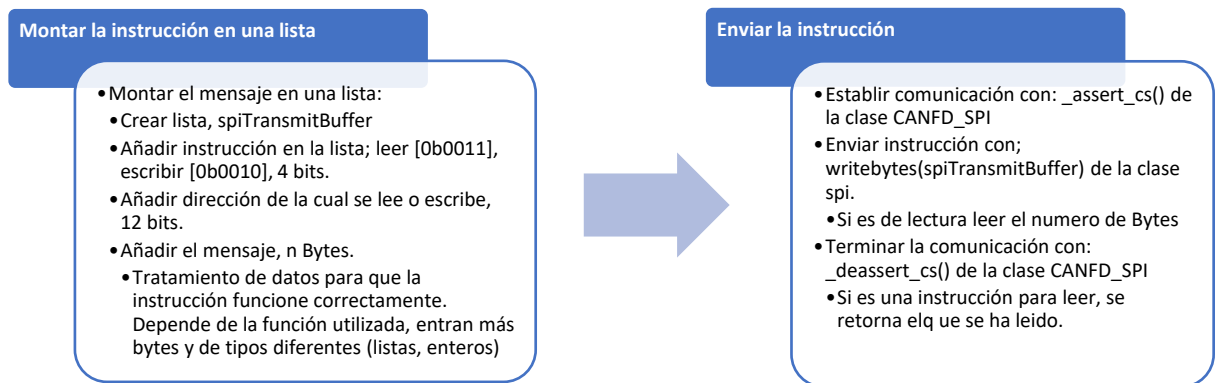 Montar la instrucción en una lista
•Montar el mensaje en una lista:
•Crear lista, spiTransmitBuffer
•Añadir instrucción en la lista; leer [0b0011],
escribir [0b0010], 4 bits.
•Añadir dirección de la cual se lee o escribe,
12 bits.
•Añadir el mensaje, n Bytes.
•Tratamiento de datos para que la
instrucción funcione correctamente.
Depende de la función utilizada, entran más
bytes y de tipos diferentes (listas, enteros)
Enviar la instrucción
•Establir comunicación con: _assert_cs() de
la clase CANFD_SPI
•Enviar instrucción con;
writebytes(spiTransmitBuffer) de la clase
spi.
•Si es de lectura leer el numero de Bytes
•Terminar la comunicación con:
_deassert_cs() de la clase CANFD_SPI
•Si es una instrucción para leer, se
retorna elq ue se ha leido.